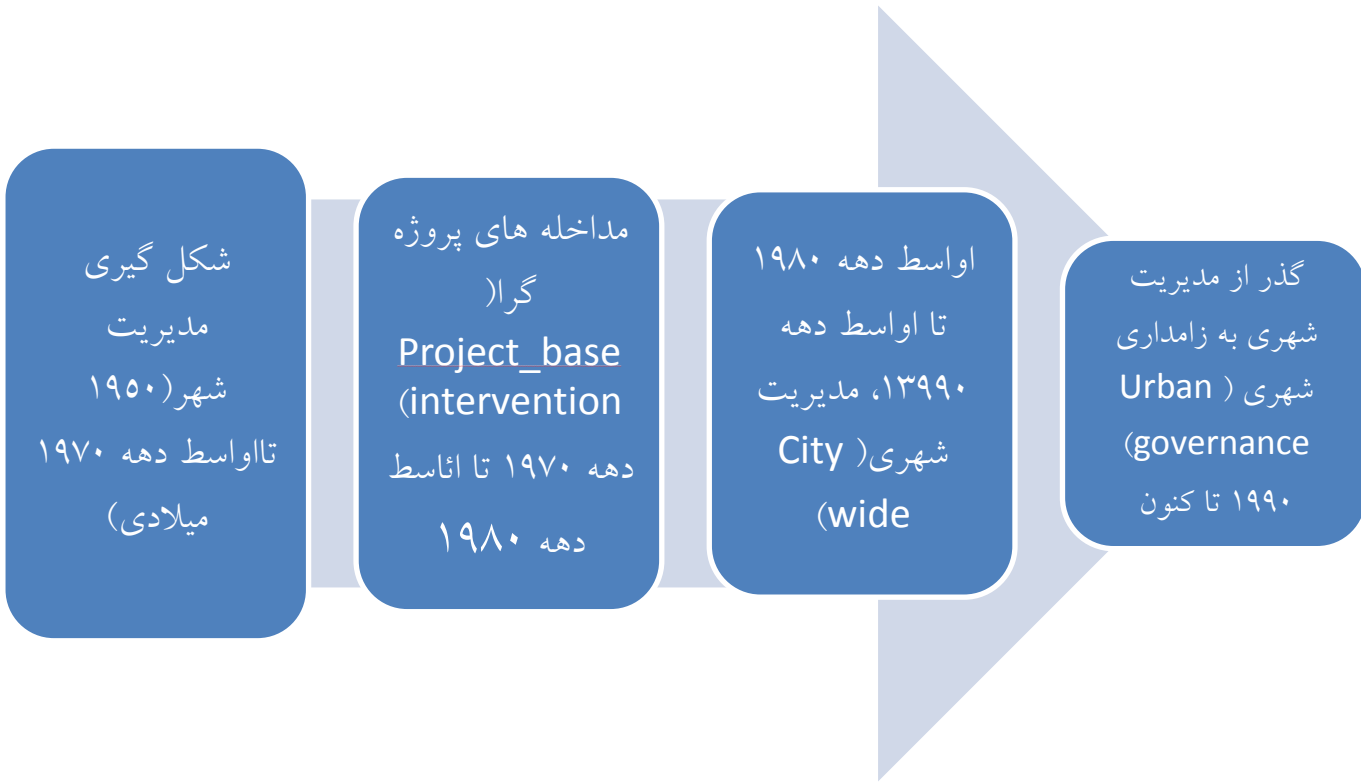 شکل گیری
مدیریت
شهر(۱۹۵۰
تااواسط دهه ۱۹۷۰
میلادی)
مداخله های پروژه
گرا(
Project_base
intervention)
دهه ۱۹۷۰ تا ائاسط
دهه ۱۹۸۰
اواسط دهه ۱۹۸۰
تا اواسط دهه
۱۳۹۹۰، مدیریت
شهری( City
wide)
گذر از مدیریت
شهری به زامداری
شهری ( Urban
governance)
۱۹۹۰ تا کنون